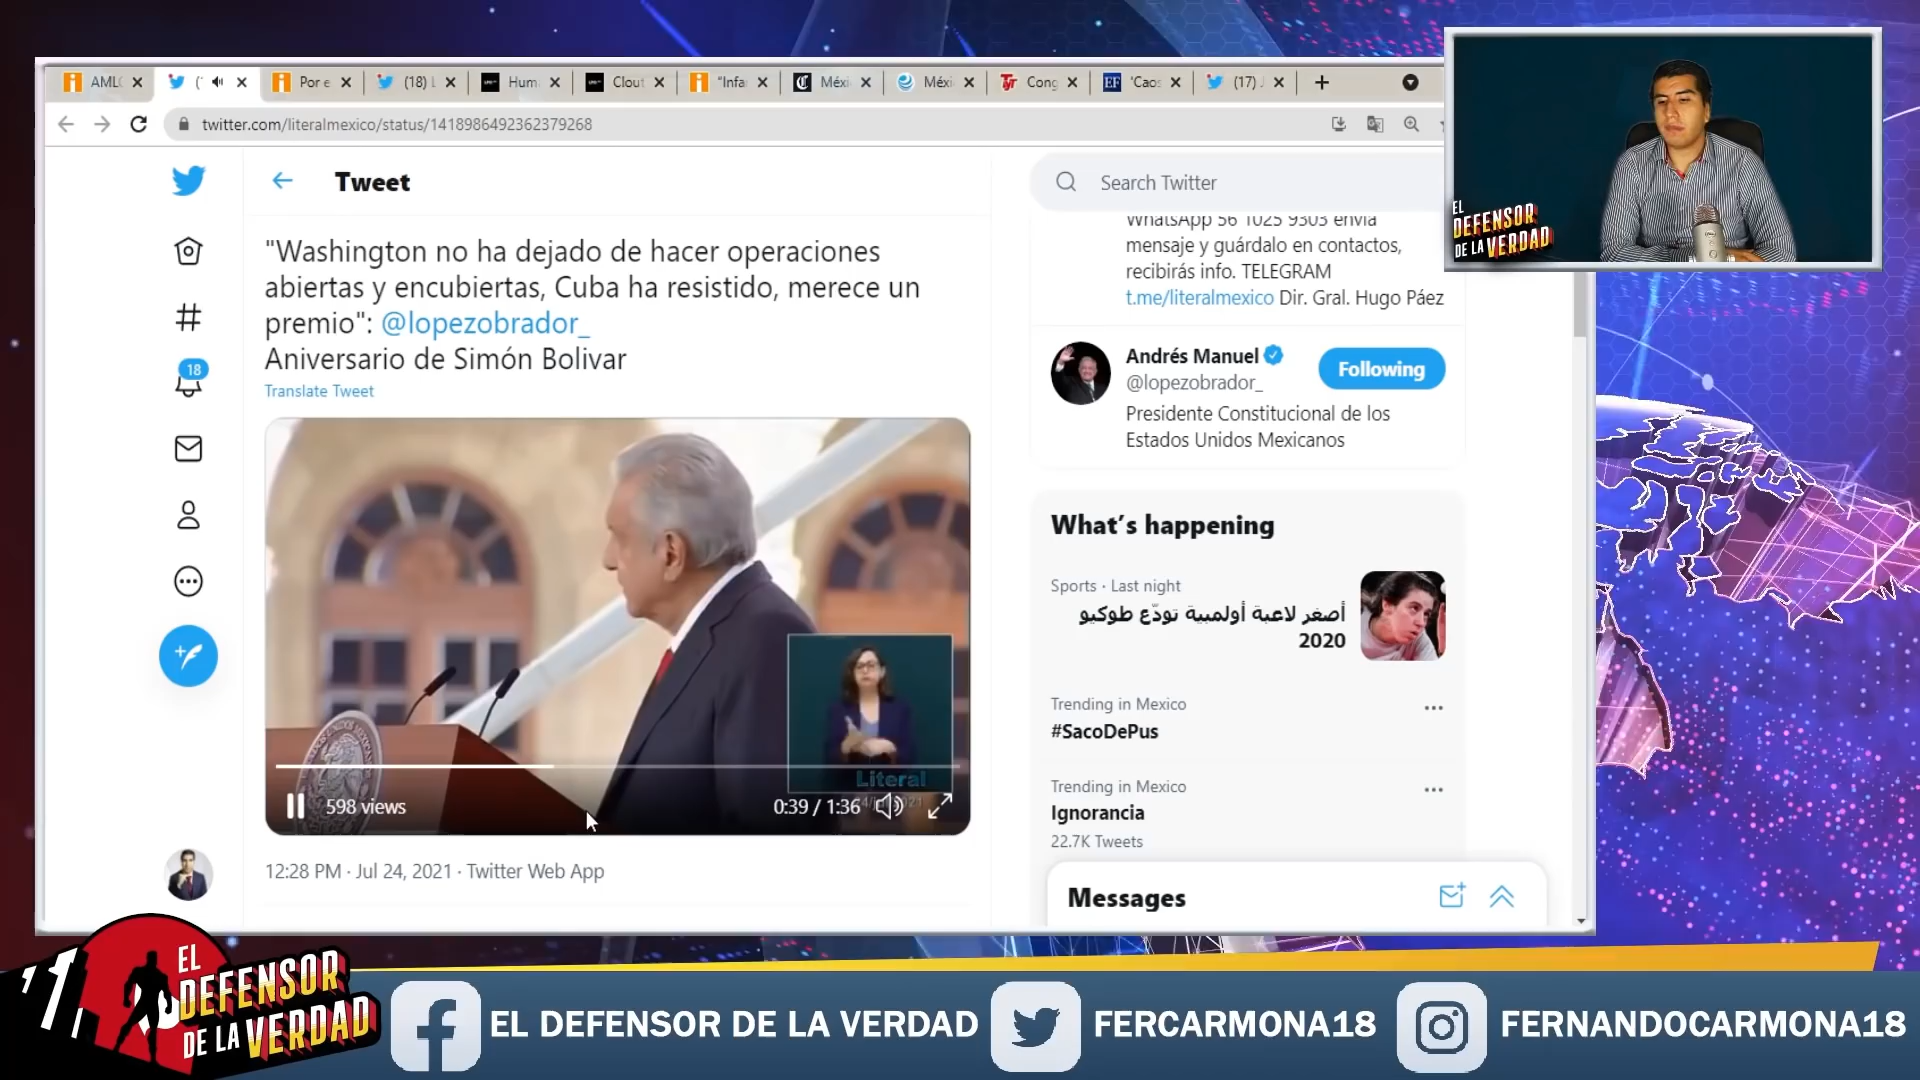 AML
(
Por e
(18) L
Hum
Clout
"Infa
Méxi
Méxi
Cong
EF
'Caos
(17)
twitter.com/literalmexico/status/1418986492362379268
Tweet
"Washington no ha dejado de hacer operaciones
abiertas y encubiertas, Cuba ha resistido, merece un
premio": @lopezobrador_
Aniversario de Simón Bolivar
Translate Tweet
18
Literal
598 views
0:39 / 1:36
12:28 PM · Jul 24, 2021 · Twitter Web App
Search Twitter
WhatsApp 56 1025 9303 envía
mensaje y guárdalo en contactos,
recibirás info. TELEGRAM
t.me/literalmexico Dir. Gral. Hugo Páez
Andrés Manuel
@lopezobrador_
Following
Presidente Constitucional de los
Estados Unidos Mexicanos
What's happening
Sports · Last night
أصغر لاعبة أولمبية تودّع طوكيو
2020
Trending in Mexico
#SacoDePus
Trending in Mexico
Ignorancia
22.7K Tweets
Messages
EL
DEFENSOR
DE LA VERDAD
EL
DEFENSOR
DE LA VERDAD
EL DEFENSOR DE LA VERDAD
FERCARMONA18
FERNANDOCARMONA18